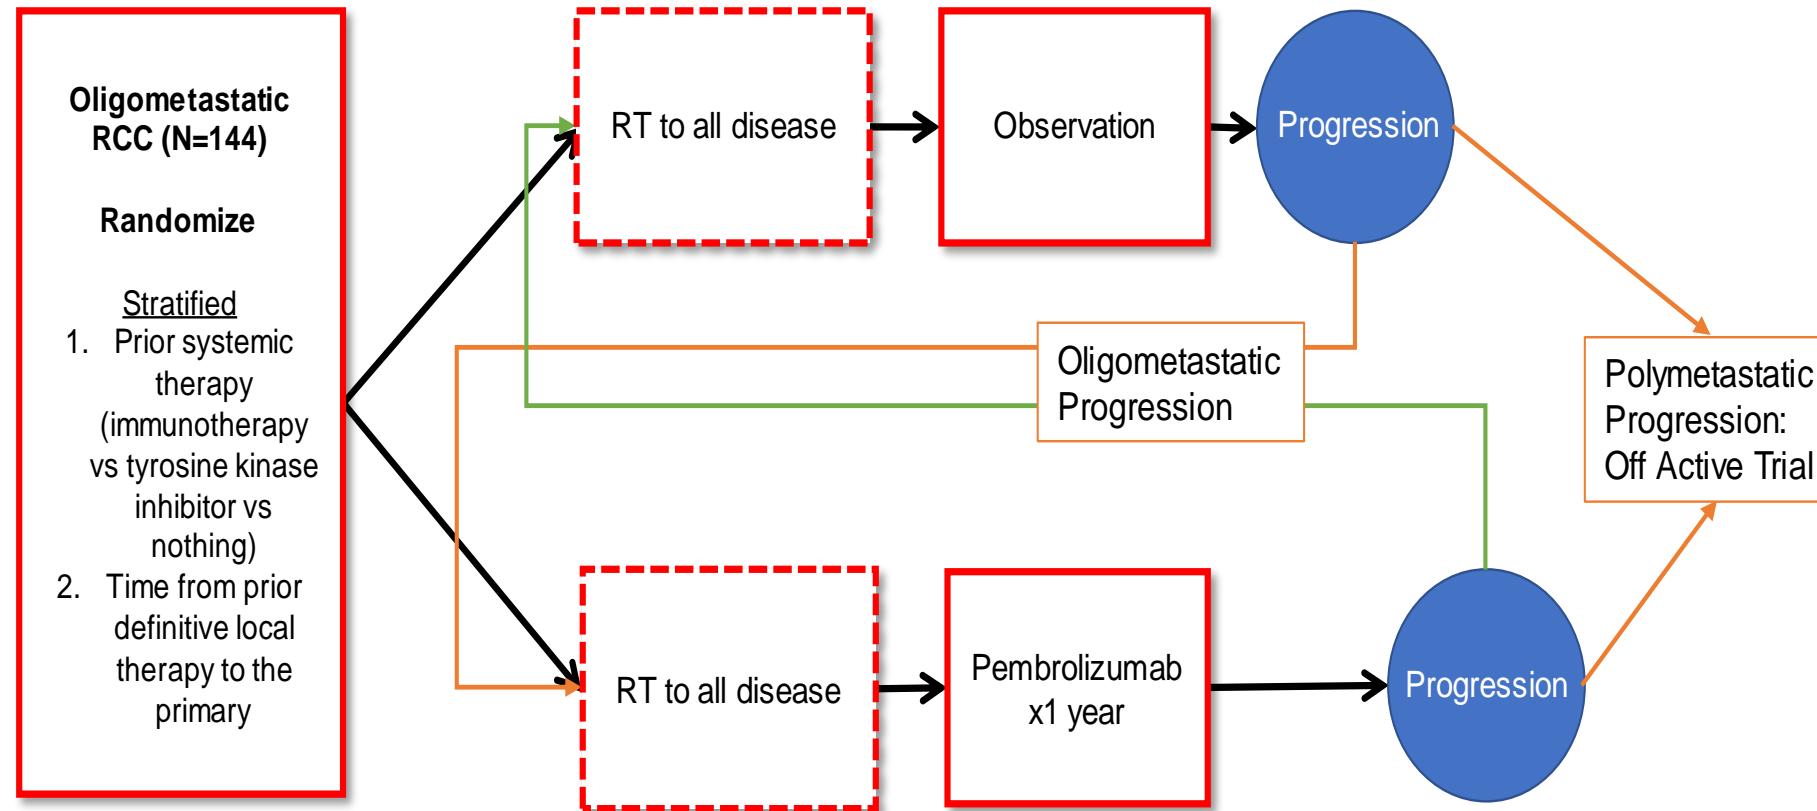 Oligometastatic
RCC (N=144)
Randomize
Stratified
1. Prior systemic
therapy
(immunotherapy
vs tyrosine kinase
inhibitor vs
nothing)
2. Time from prior
definitive local
therapy to the
primary
RT to all disease
Observation
Progression
Oligometastatic
Progression
Polymetastatic
Progression:
Off Active Trial
RT to all disease
Pembrolizumab
x1 year
Progression